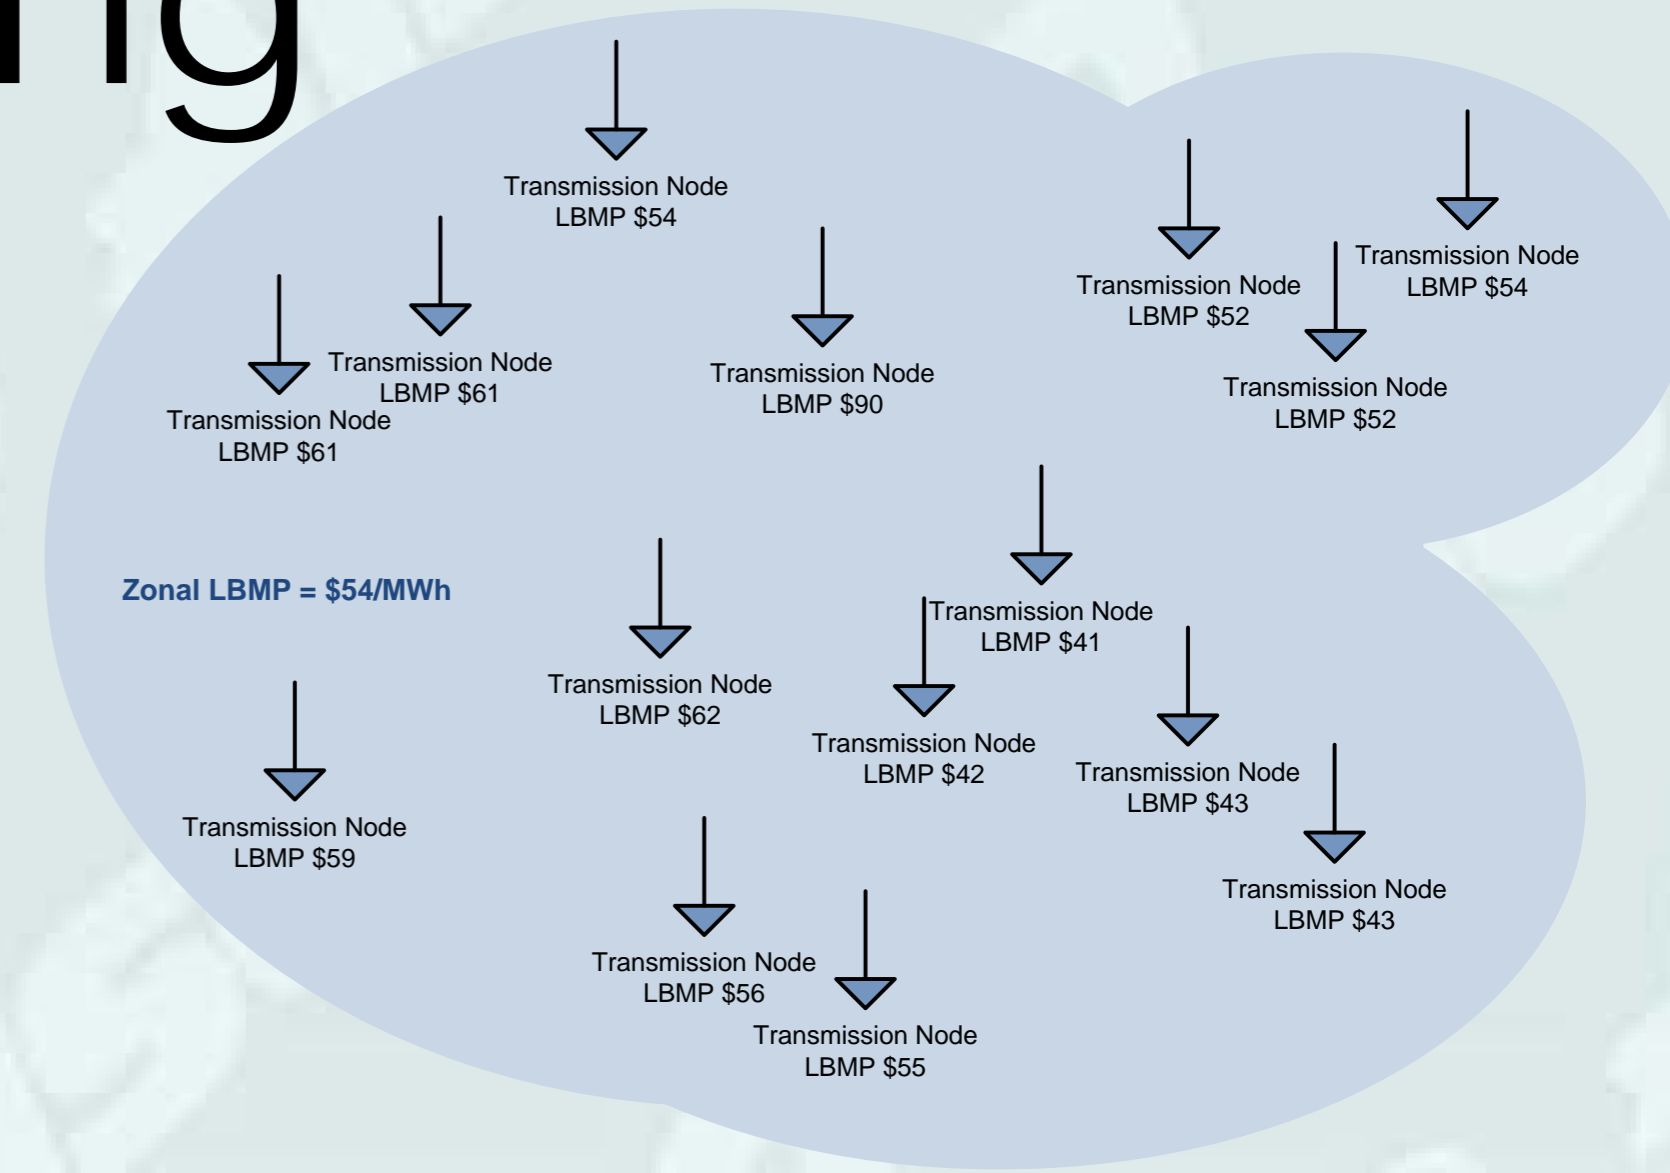 ng
Transmission Node
LBMP $54
Transmission Node
LBMP $61
Transmission Node
LBMP $61
Transmission Node
LBMP $90
Transmission Node
LBMP $52
Transmission Node
LBMP $54
Transmission Node
LBMP $52
Zonal LBMP = $54/MWh
Transmission Node
LBMP $41
Transmission Node
LBMP $62
Transmission Node
LBMP $42
Transmission Node
LBMP $43
Transmission Node
LBMP $59
Transmission Node
LBMP $43
Transmission Node
LBMP $56
Transmission Node
LBMP $55